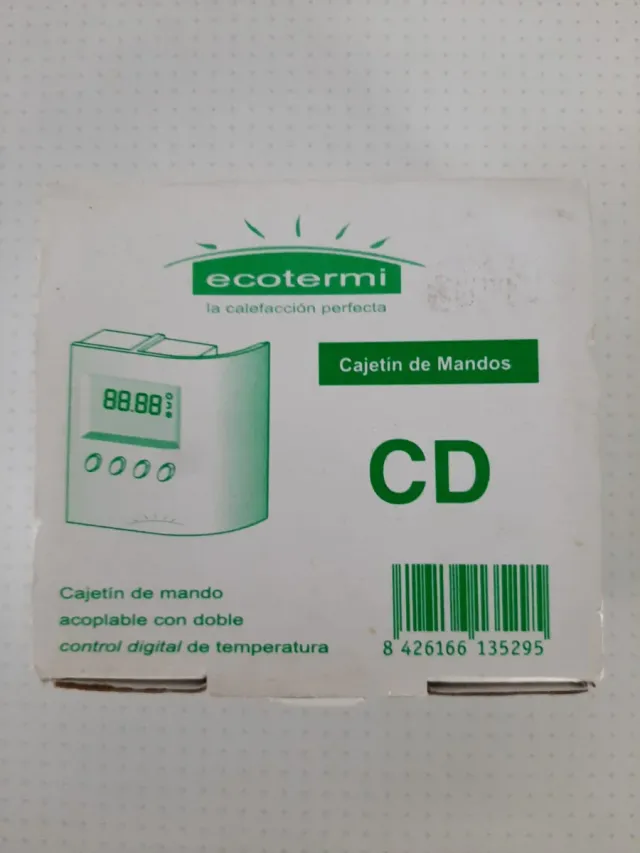 ecotermi
la calefacción perfecta
Cajetín de Mandos
88.88
CD
Cajetín de mando
acoplable con doble
control digital de temperatura
8 426166 135295